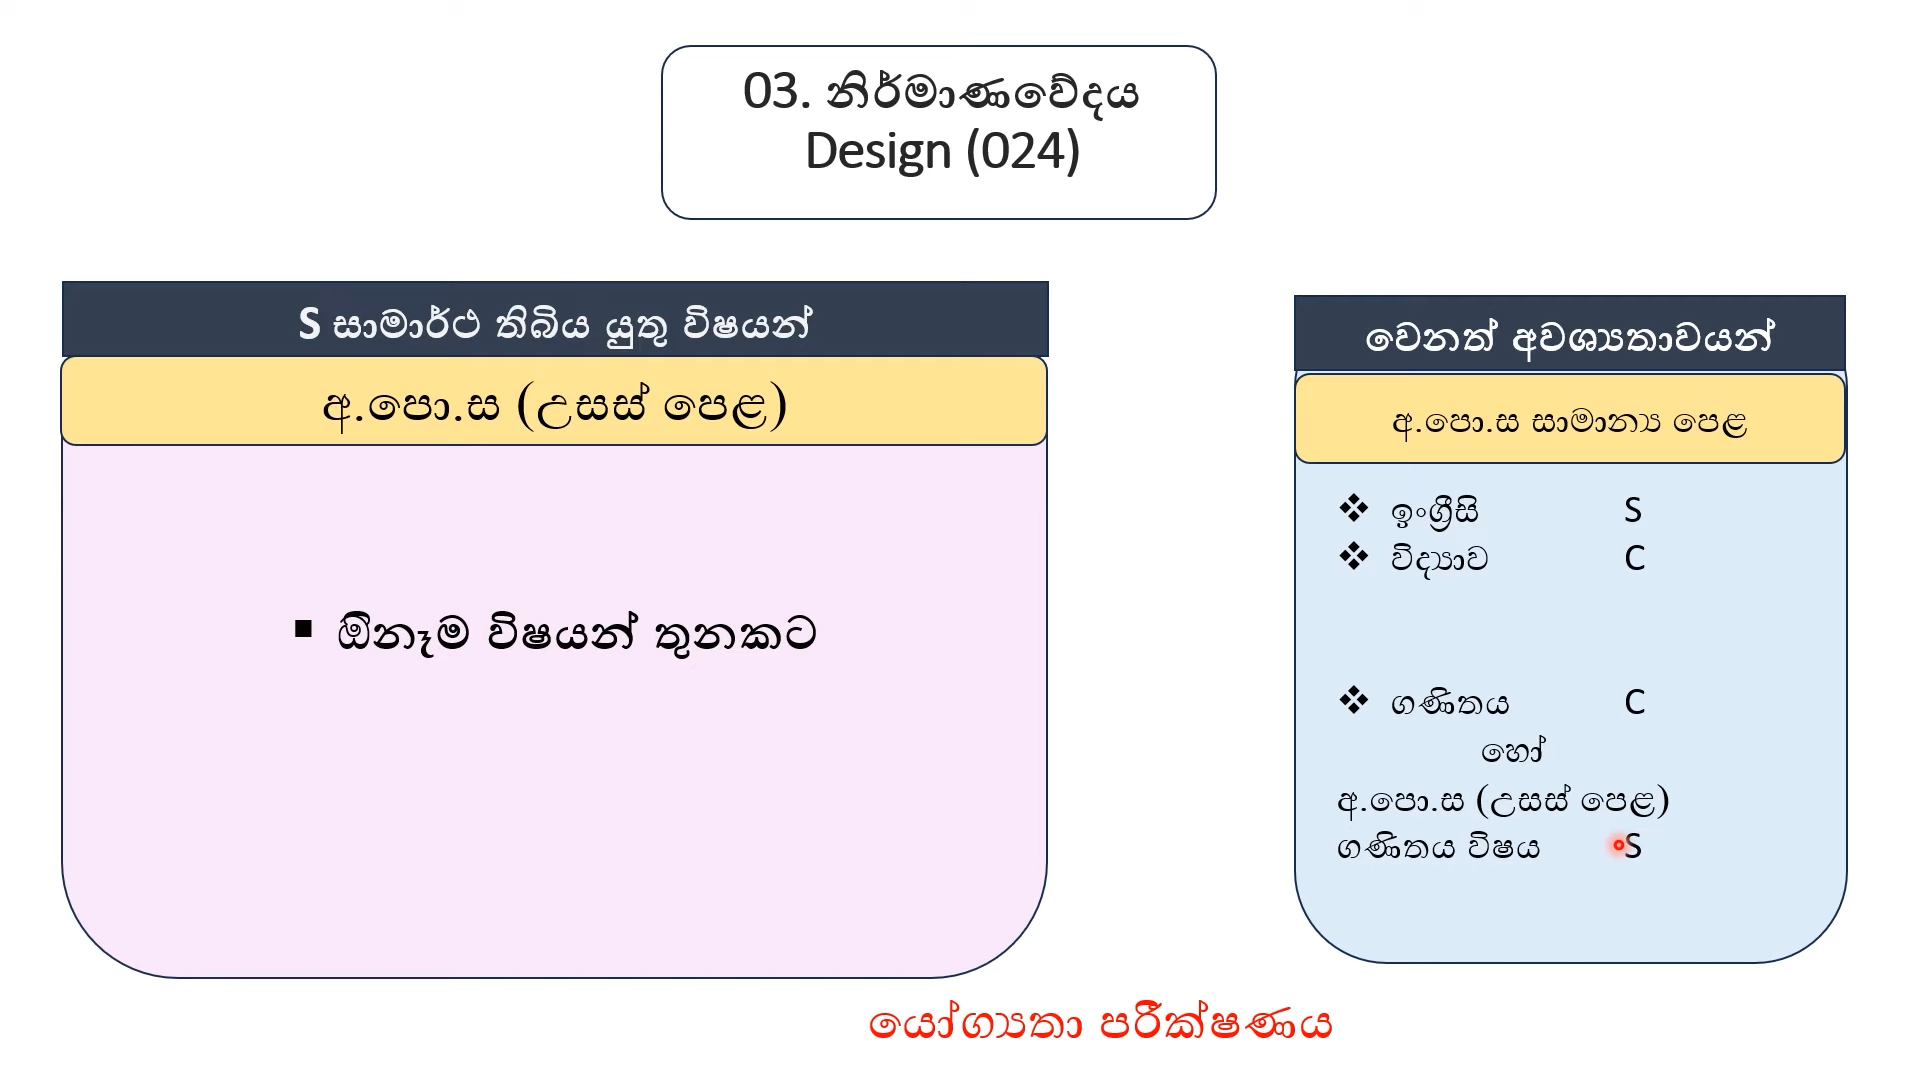 03. නිර්මාණවේදය
Design (024)
S සාමාර්ථ තිබිය යුතු විෂයන්
අ.පො.ස (උසස් පෙළ)
▪ ඕනෑම විෂයන් තුනකට
වෙනත් අවශ්‍යතාවයන්
අ.පො.ස සාමාන්‍ය පෙළ
❖ ඉංග්‍රීසි S
❖ විද්‍යාව C
❖ ගණිතය C
හෝ
අ.පො.ස (උසස් පෙළ)
ගණිතය විෂය S
යෝග්‍යතා පරීක්ෂණය